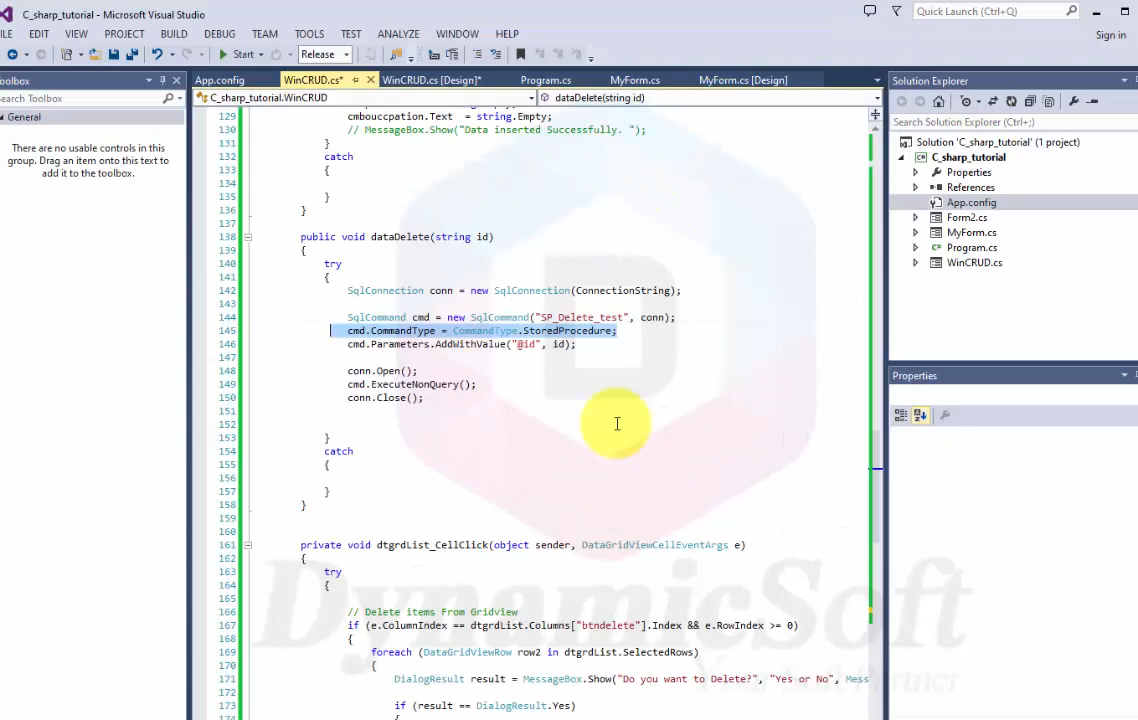 C_sharp_tutorial - Microsoft Visual Studio
Quick Launch (Ctrl+Q)
ILE EDIT VIEW PROJECT BUILD DEBUG TEAM TOOLS TEST ANALYZE WINDOW HELP
Sign in
Start Release
oolbox
Search Toolbox
General
There are no usable controls in this
group. Drag an item onto this text to
add it to the toolbox.
App.config WinCRUD.cs* WinCRUD.cs [Design]* Program.cs MyForm.cs MyForm.cs [Design]
C_sharp_tutorial.WinCRUD dataDelete(string id)
129 cmbouccpation.Text = string.Empty;
130 // MessageBox.Show("Data inserted Successfully. ");
131 }
132 catch
133 {
134
135 }
136 }
137
138 public void dataDelete(string id)
139 {
140 try
141 {
142 SqlConnection conn = new SqlConnection(ConnectionString);
143
144 SqlCommand cmd = new SqlCommand("SP_Delete_test", conn);
145 cmd.CommandType = CommandType.StoredProcedure;
146 cmd.Parameters.AddWithValue("@id", id);
147
148 conn.Open();
149 cmd.ExecuteNonQuery();
150 conn.Close();
151
152
153 }
154 catch
155 {
156
157 }
158 }
159
160
161 private void dtgrdList_CellClick(object sender, DataGridViewCellEventArgs e)
162 {
163 try
164 {
165
166 // Delete items From Gridview
167 if (e.ColumnIndex == dtgrdList.Columns["btndelete"].Index && e.RowIndex >= 0)
168 {
169 foreach (DataGridViewRow row2 in dtgrdList.SelectedRows)
170 {
171 DialogResult result = MessageBox.Show("Do you want to Delete?", "Yes or No", Mess
172
173 if (result == DialogResult.Yes)
174 {
DynamicSoft
Your Soft Partner
Solution Explorer
Search Solution Explorer (Ctrl+;)
Solution 'C_sharp_tutorial' (1 project)
C_sharp_tutorial
Properties
References
App.config
Form2.cs
MyForm.cs
Program.cs
WinCRUD.cs
Properties